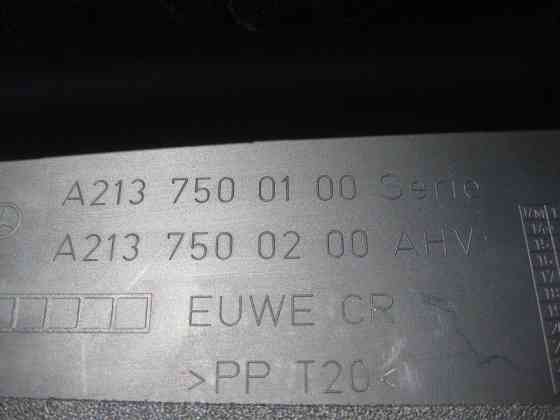 A213 750 01 00 Serie
A213 750 02 00 AHV
EUWE CR
>PP T20<